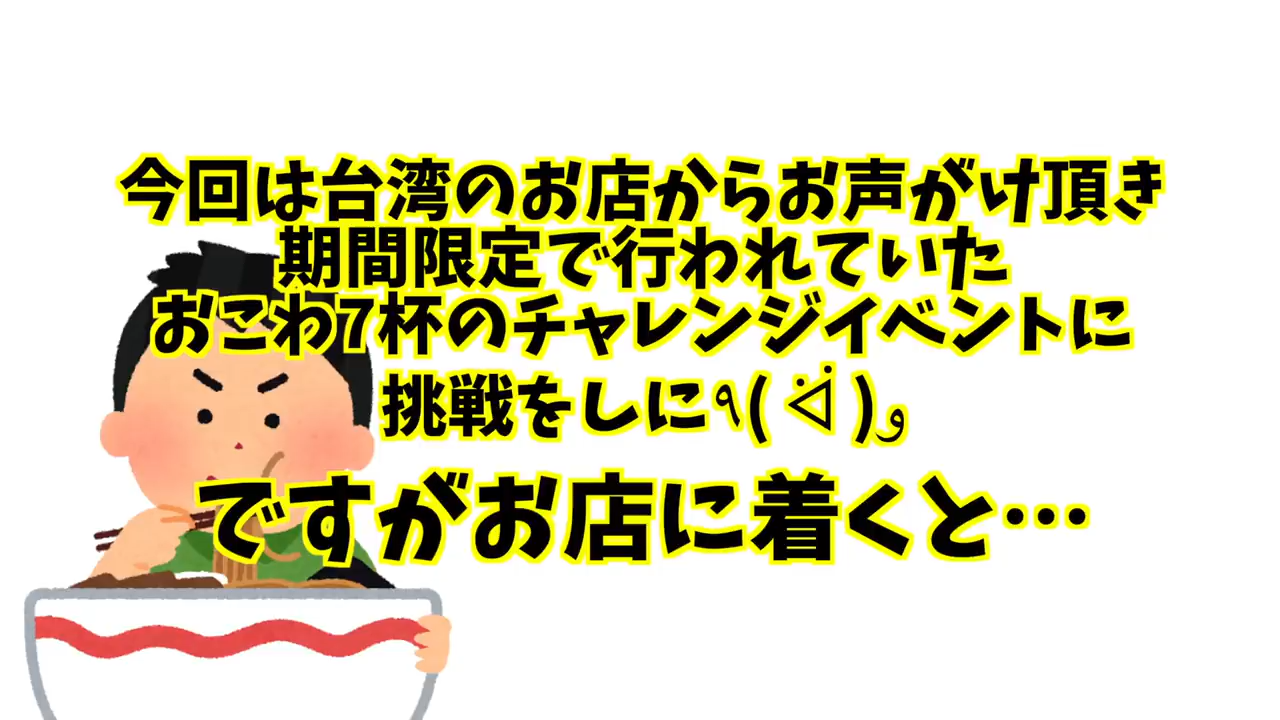 今回は台湾のお店からお声がけ頂き
期間限定で行われていた
おこわ7杯のチャレンジイベントに
挑戦をしに٩( ᐛ )و
ですがお店に着くと…